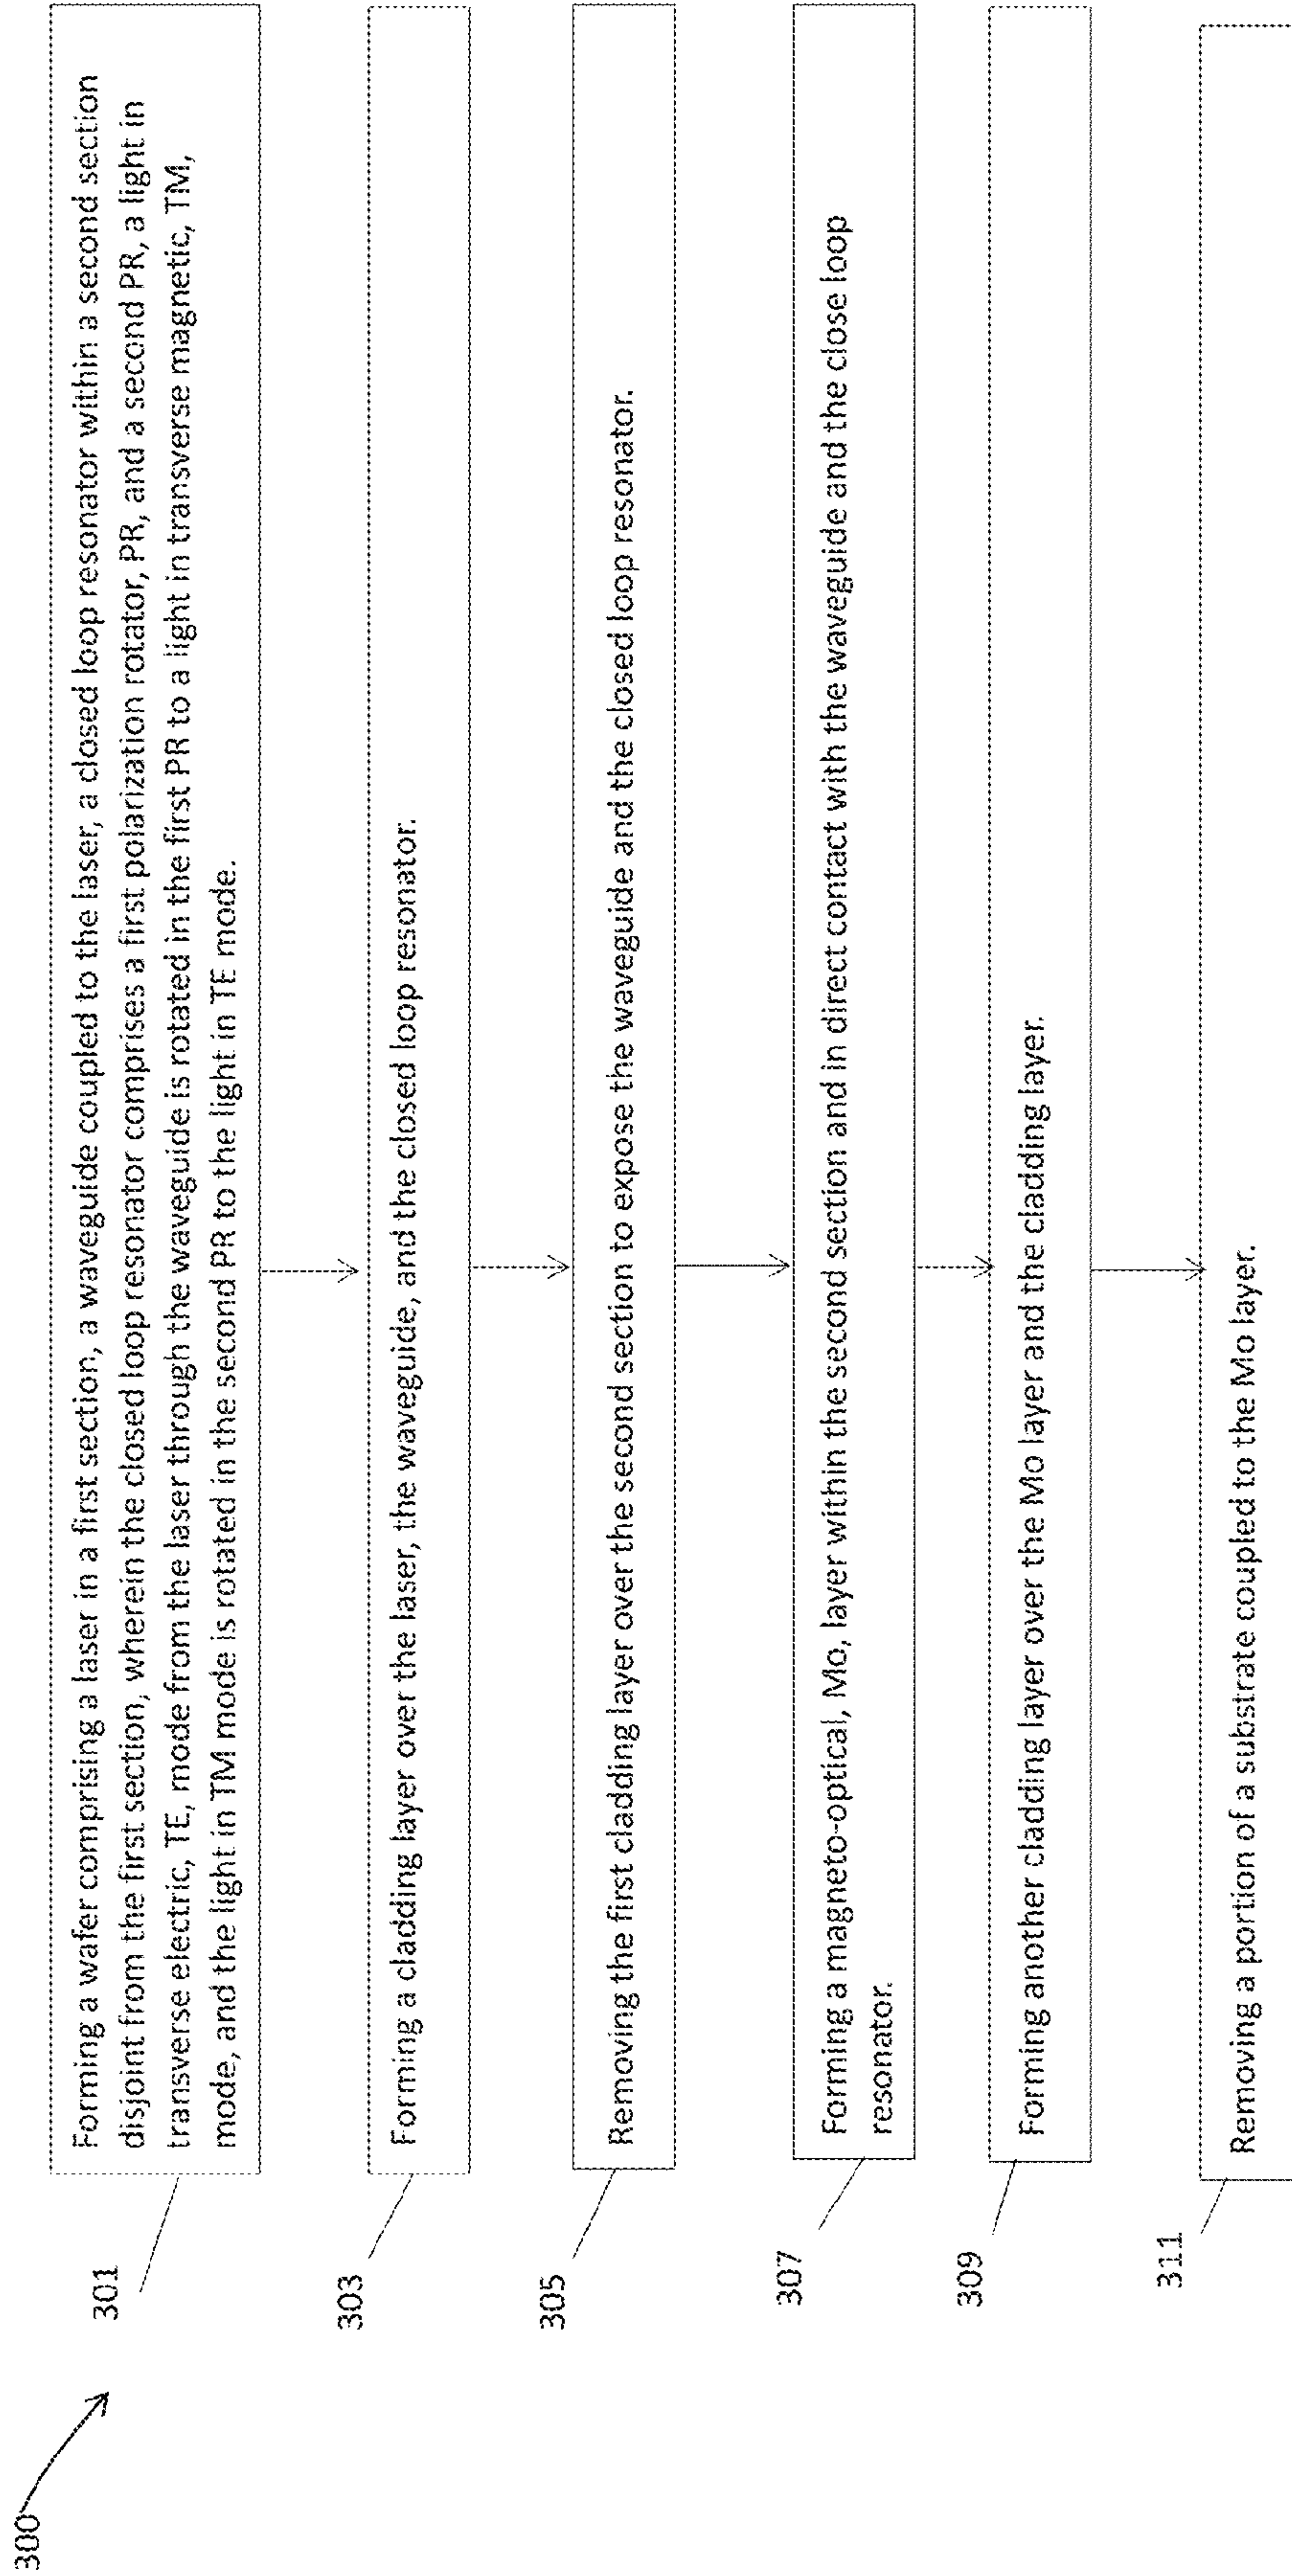 300
301
Forming a wafer comprising a laser in a first section, a waveguide coupled to the laser, a closed loop resonator within a second section
disjoint from the first section, wherein the closed loop resonator comprises a first polarization rotator, PR, and a second PR, a light in
transverse electric, TE, mode from the laser through the waveguide is rotated in the first PR to a light in transverse magnetic, TM,
mode, and the light in TM mode is rotated in the second PR to the light in TE mode.
303
Forming a cladding layer over the laser, the waveguide, and the closed loop resonator.
305
Removing the first cladding layer over the second section to expose the waveguide and the closed loop resonator.
307
Forming a magneto-optical, Mo, layer within the second section and in direct contact with the waveguide and the close loop
resonator.
309
Forming another cladding layer over the Mo layer and the cladding layer.
311
Removing a portion of a substrate coupled to the Mo layer.